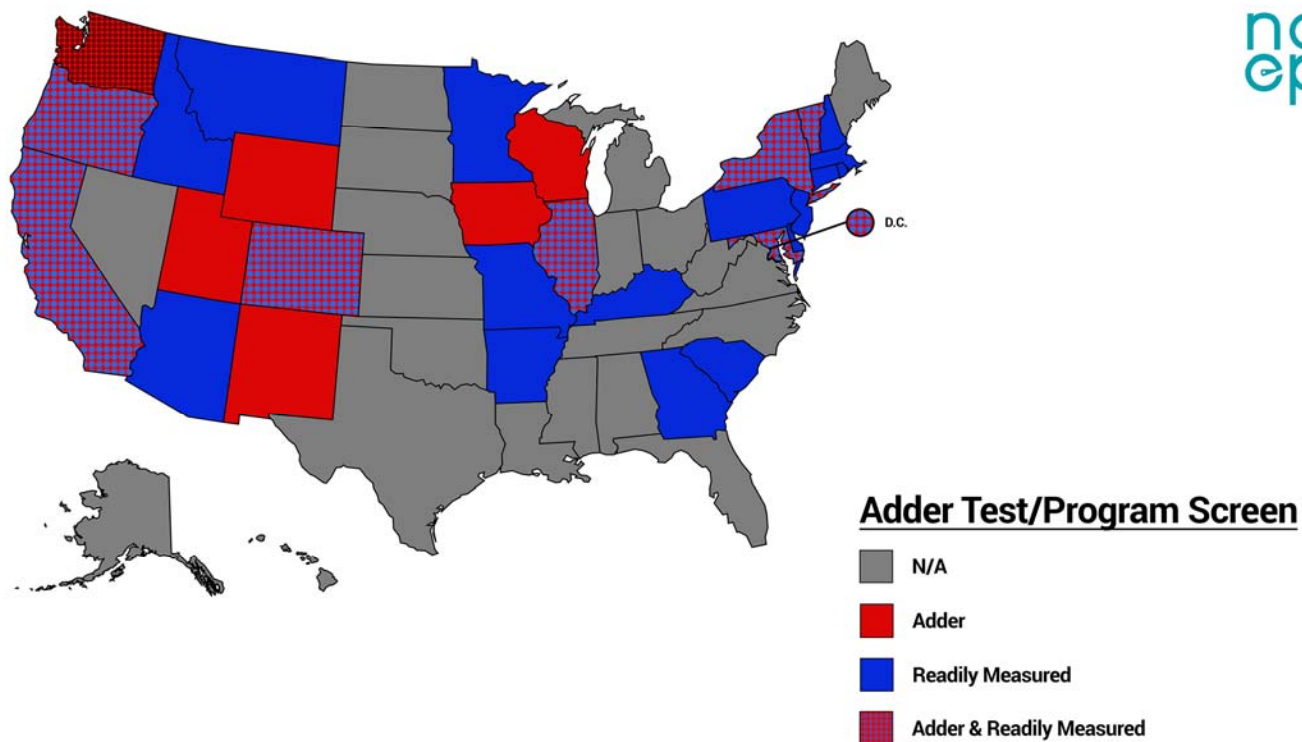 D.C.
Adder Test/Program Screen
N/A
Adder
Readily Measured
Adder & Readily Measured